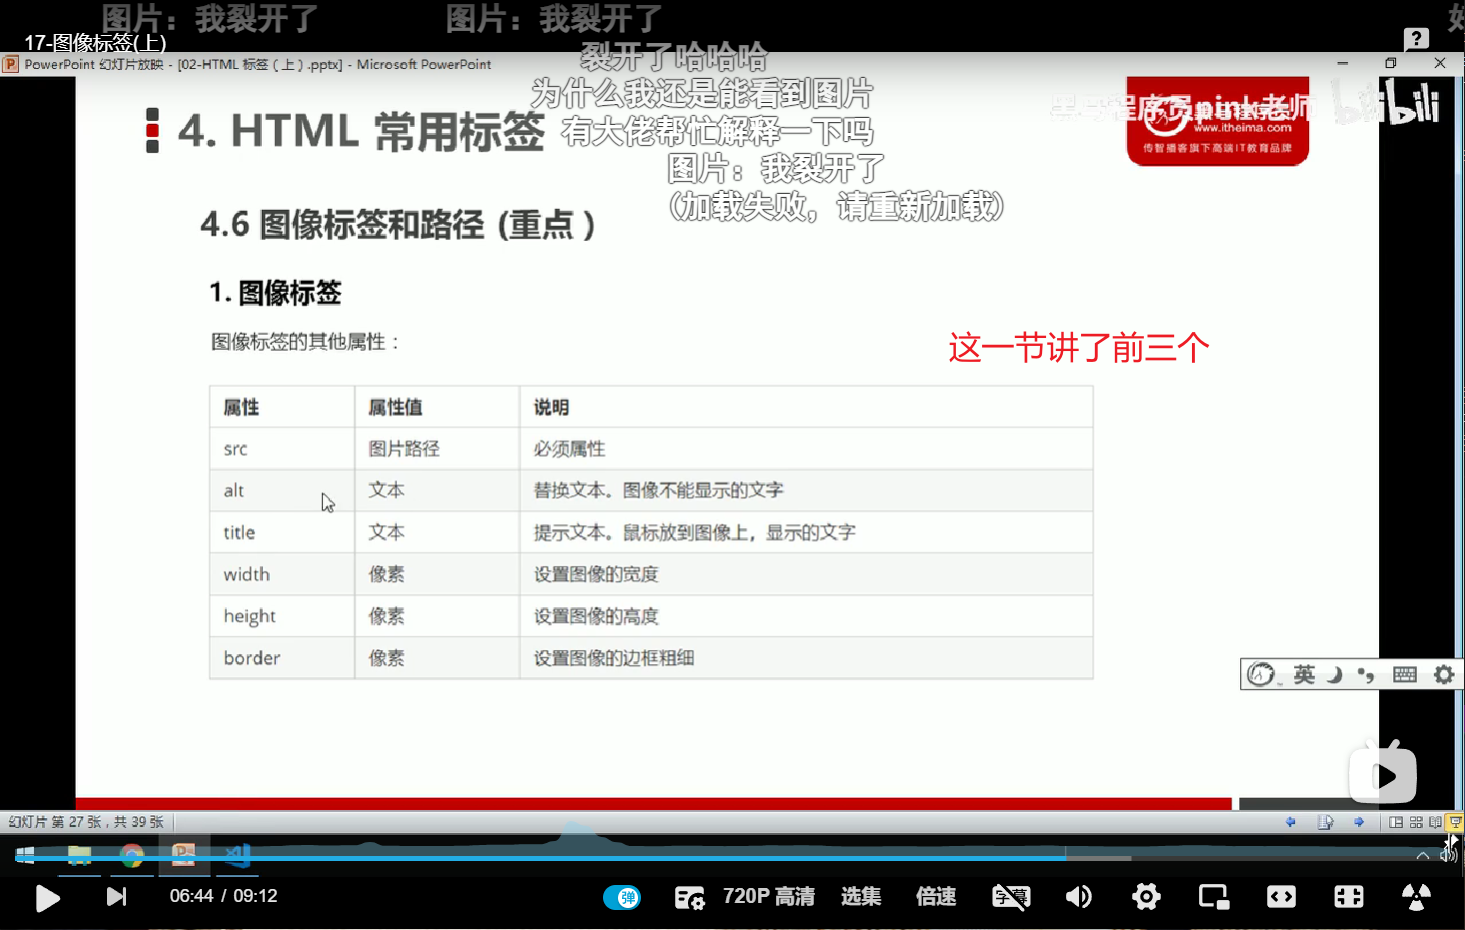 图片：我裂开了
图片：我裂开了
17-图像标签(上)
裂开了哈哈哈
PowerPoint 幻灯片放映 - [02-HTML 标签（上）.pptx] - Microsoft PowerPoint
为什么我还是能看到图片
黑马程序员pink老师
bilibili
www.itheima.com
传智播客旗下高端IT教育品牌
4. HTML 常用标签
有大佬帮忙解释一下吗
图片：我裂开了
（加载失败，请重新加载）
4.6 图像标签和路径 (重点）
1. 图像标签
图像标签的其他属性：
这一节讲了前三个
属性 属性值 说明
src 图片路径 必须属性
alt 文本 替换文本。图像不能显示的文字
title 文本 提示文本。鼠标放到图像上，显示的文字
width 像素 设置图像的宽度
height 像素 设置图像的高度
border 像素 设置图像的边框粗细
英
幻灯片 第 27 张，共 39 张
06:44 / 09:12
弹
720P 高清
选集
倍速
字幕